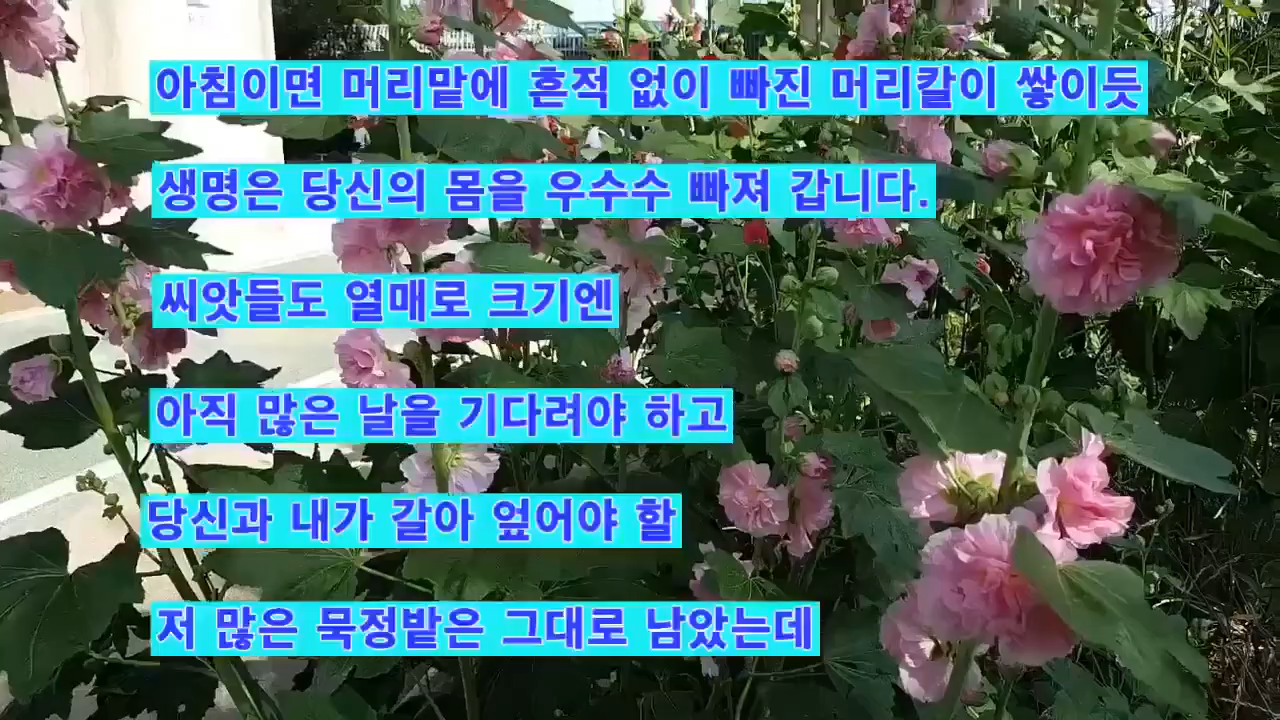 아침이면 머리맡에 흔적 없이 빠진 머리칼이 쌓이듯
생명은 당신의 몸을 우수수 빠져 갑니다.
씨앗들도 열매로 크기엔
아직 많은 날을 기다려야 하고
당신과 내가 갈아 엎어야 할
저 많은 묵정밭은 그대로 남았는데